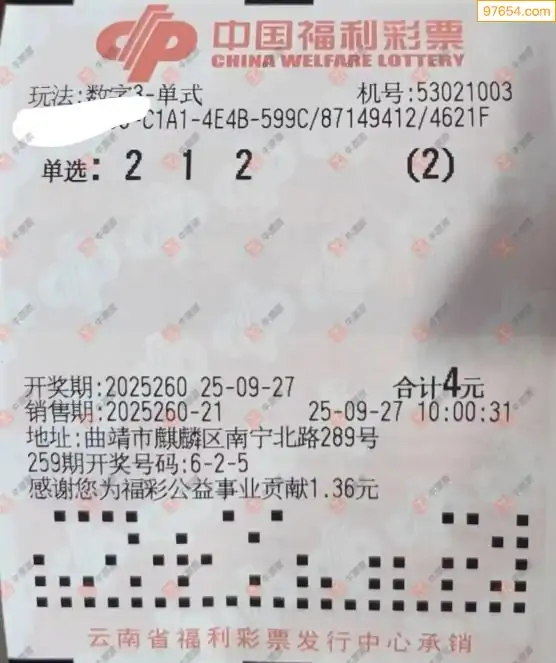 97654.com
中国福利彩票
CHINA WELFARE LOTTERY
玩法:数字3-单式 机号:53021003
C1A1-4E4B-599C/87149412/4621F
单选: 2 1 2 (2)
开奖期:2025260 25-09-27 合计4元
销售期:2025260-21 25-09-27 10:00:31
地址:曲靖市麒麟区南宁北路289号
259期开奖号码:6-2-5
感谢您为福彩公益事业贡献1.36元
云南省福利彩票发行中心承销